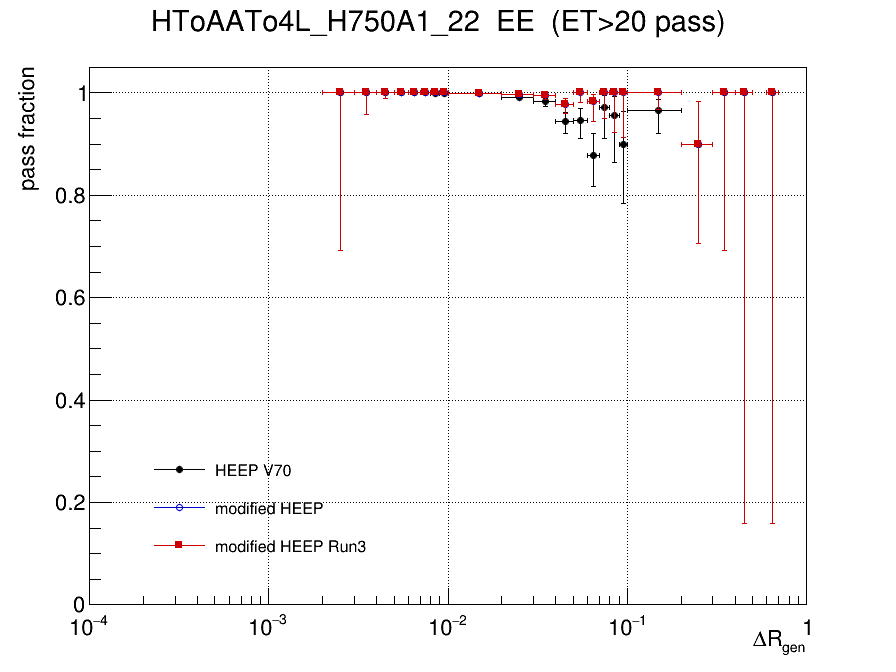 HToAATo4L_H750A1_22 EE (ET>20 pass)
pass fraction
1
0.8
0.6
0.4
0.2
0
HEEP V70
modified HEEP
modified HEEP Run3
10−4 10−3 10−2 10−1 1
ΔRgen